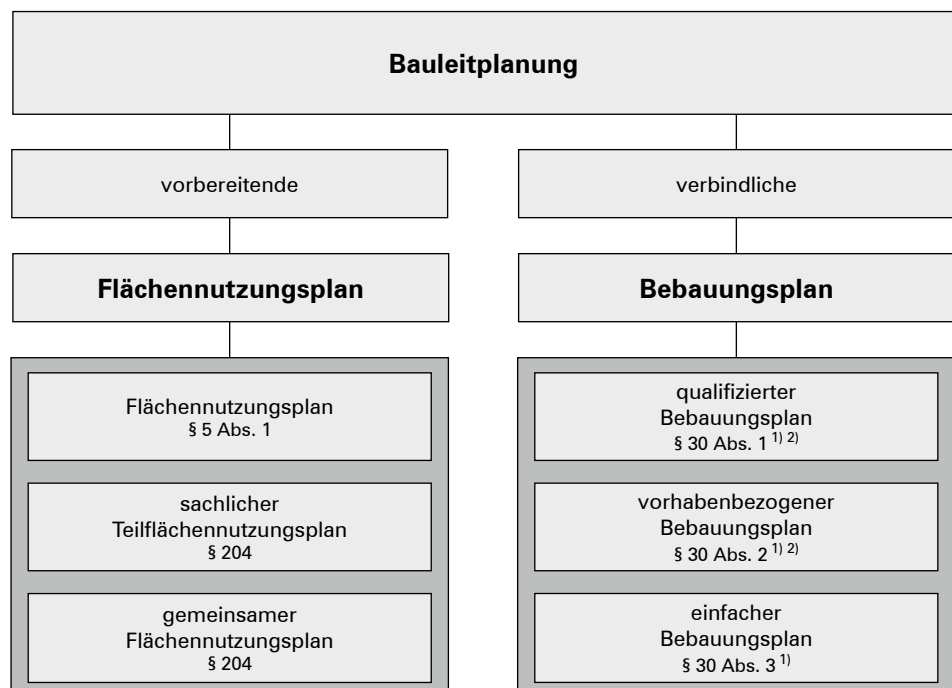 Bauleitplanung
vorbereitende
Flächennutzungsplan
Flächennutzungsplan
§ 5 Abs. 1
sachlicher
Teilflächennutzungsplan
§ 204
gemeinsamer
Flächennutzungsplan
§ 204
verbindliche
Bebauungsplan
qualifizierter
Bebauungsplan
§ 30 Abs. 1 1) 2)
vorhabenbezogener
Bebauungsplan
§ 30 Abs. 2 1) 2)
einfacher
Bebauungsplan
§ 30 Abs. 3 1)